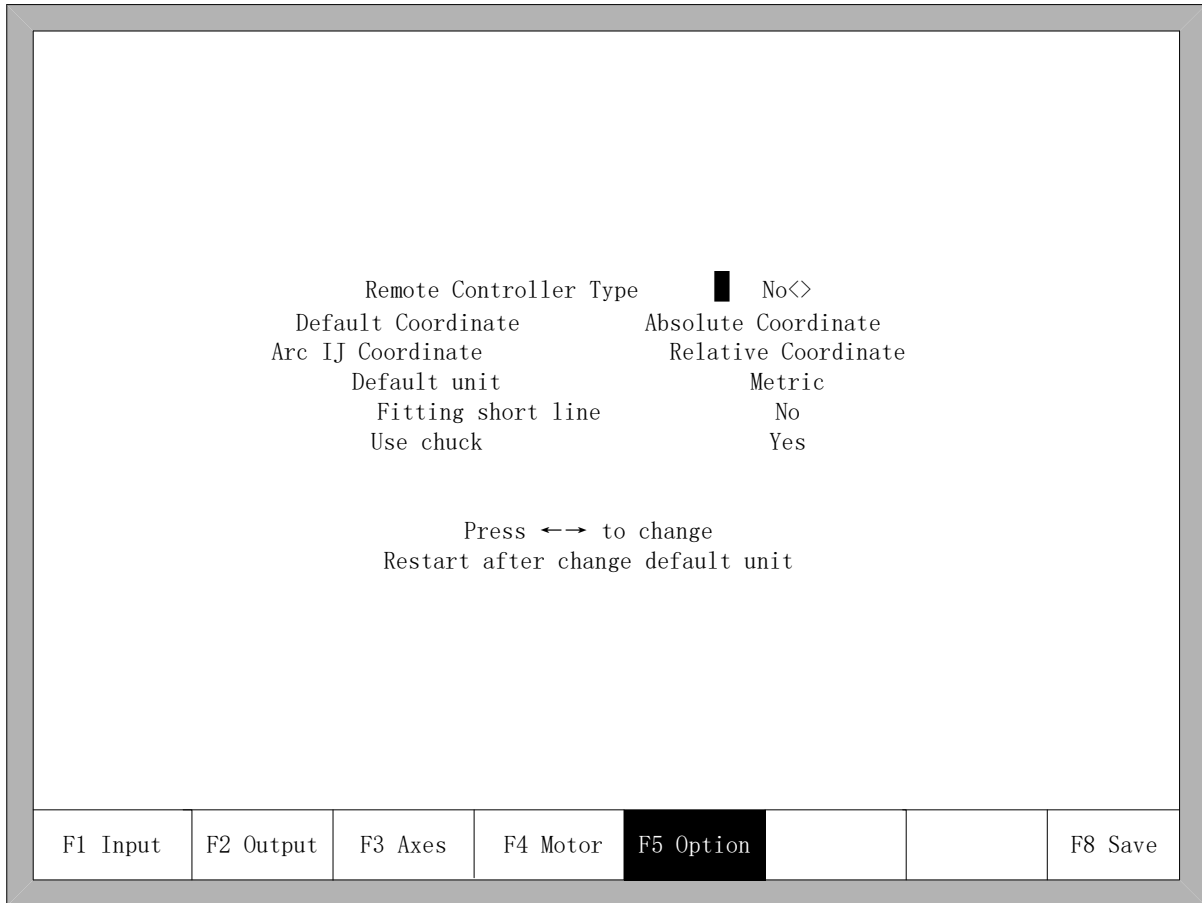 Remote Controller Type No<>
Default Coordinate Absolute Coordinate
Arc IJ Coordinate Relative Coordinate
Default unit Metric
Fitting short line No
Use chuck Yes
Press ←→ to change
Restart after change default unit
F1 Input F2 Output F3 Axes F4 Motor F5 Option F8 Save